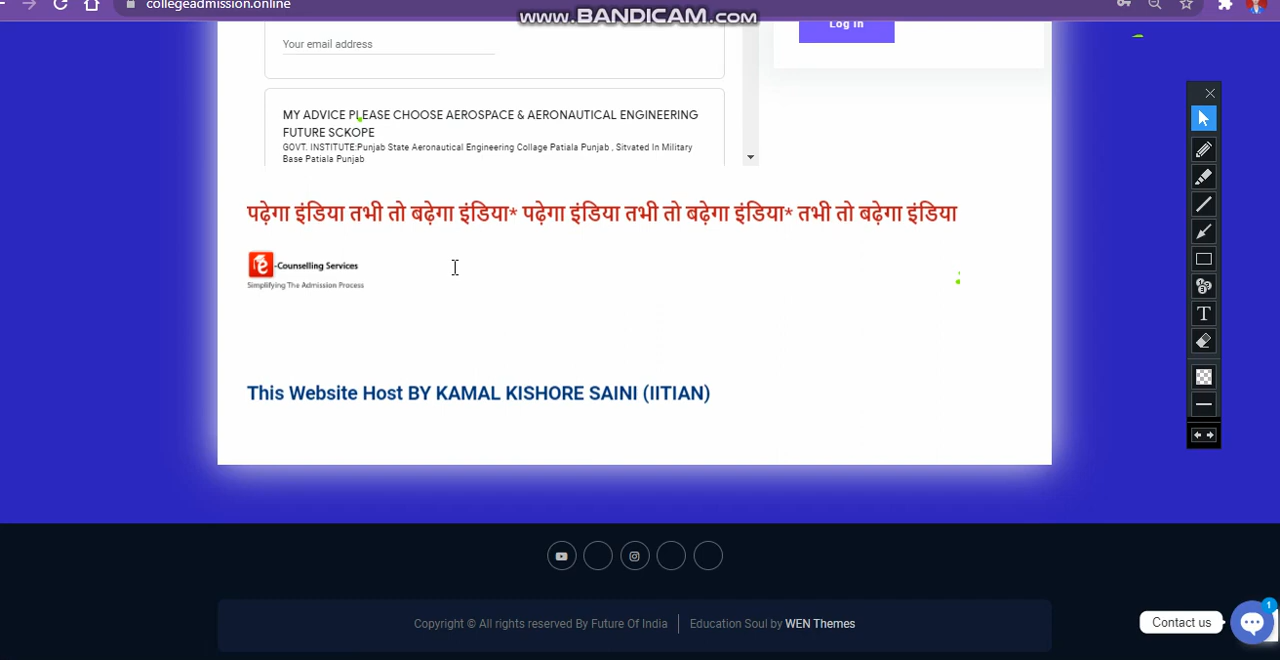 collegeadmission.online
www.BANDICAM.com
Log In
Your email address
MY ADVICE PLEASE CHOOSE AEROSPACE & AERONAUTICAL ENGINEERING
FUTURE SCKOPE
GOVT. INSTITUTE:Punjab State Aeronautical Engineering Collage Patiala Punjab , Sitvated In Military
Base Patiala Punjab
पढ़ेगा इंडिया तभी तो बढ़ेगा इंडिया* पढ़ेगा इंडिया तभी तो बढ़ेगा इंडिया* तभी तो बढ़ेगा इंडिया
e-Counselling Services
Simplifying The Admission Process
This Website Host BY KAMAL KISHORE SAINI (IITIAN)
Copyright © All rights reserved By Future Of India
Education Soul by WEN Themes
Contact us
1